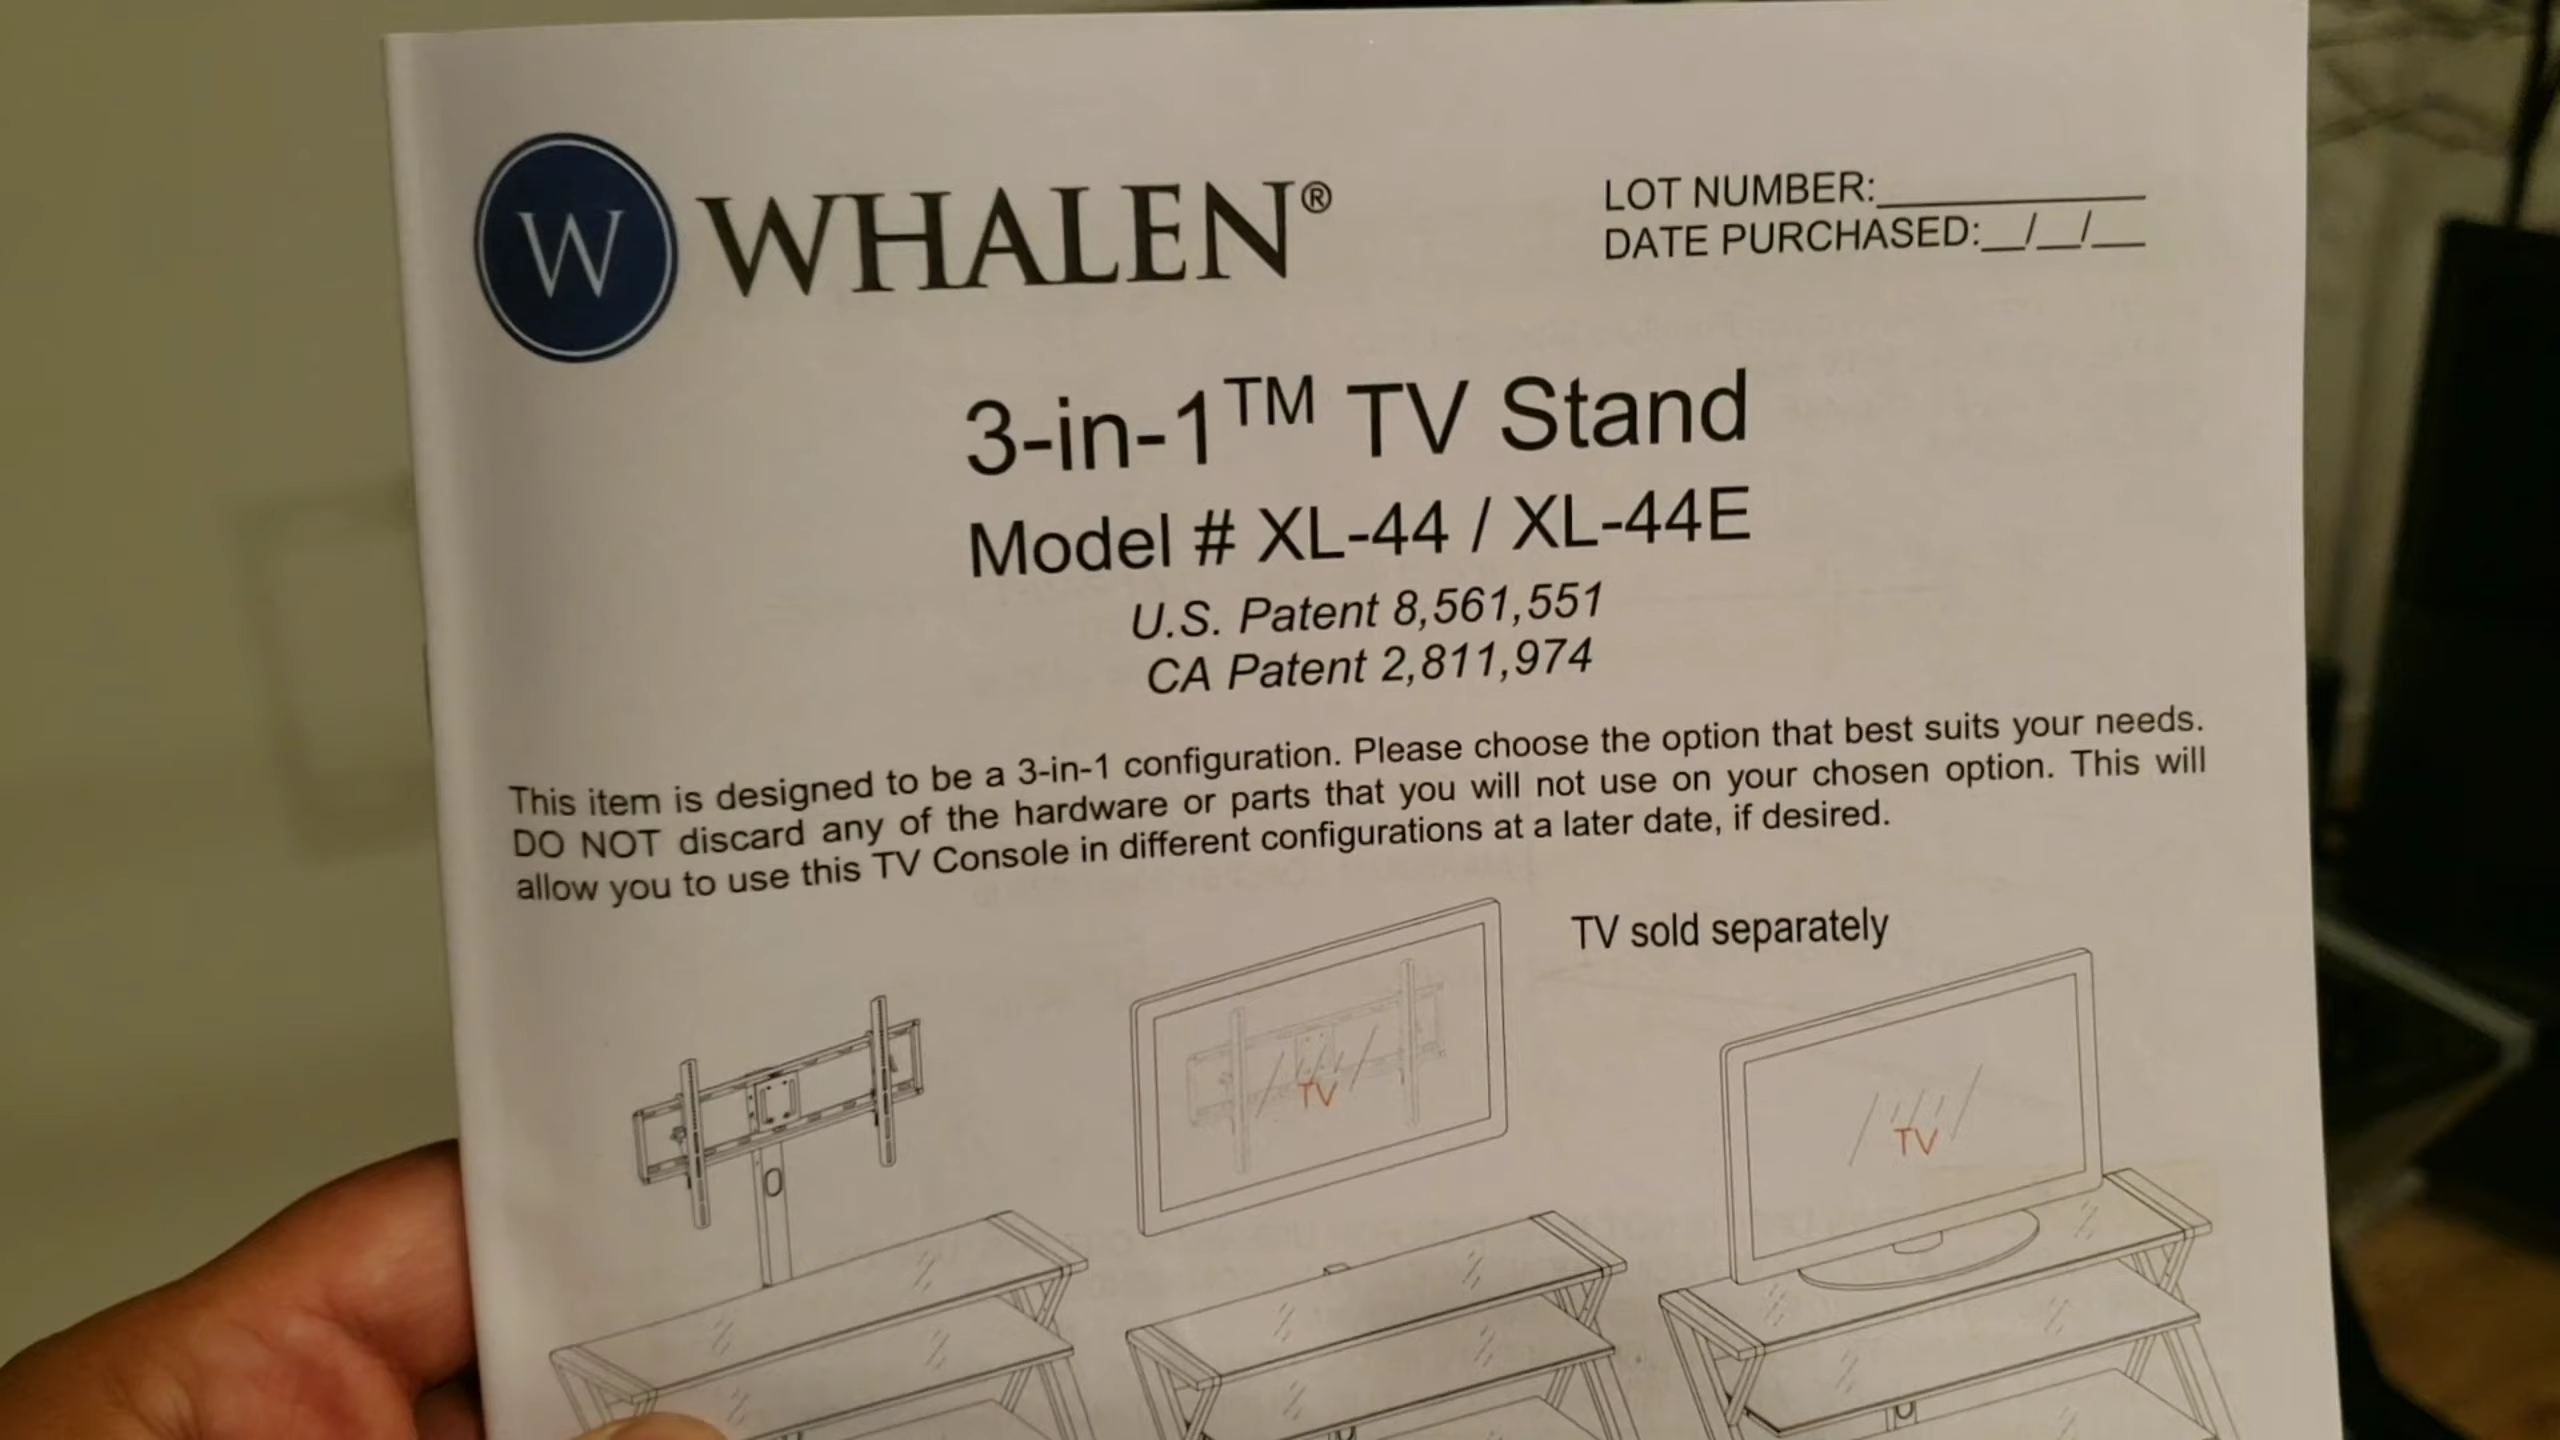 W WHALEN®
LOT NUMBER:__________
DATE PURCHASED:__/__/__
3-in-1™ TV Stand
Model # XL-44 / XL-44E
U.S. Patent 8,561,551
CA Patent 2,811,974
This item is designed to be a 3-in-1 configuration. Please choose the option that best suits your needs.
DO NOT discard any of the hardware or parts that you will not use on your chosen option. This will
allow you to use this TV Console in different configurations at a later date, if desired.
TV sold separately
TV
TV